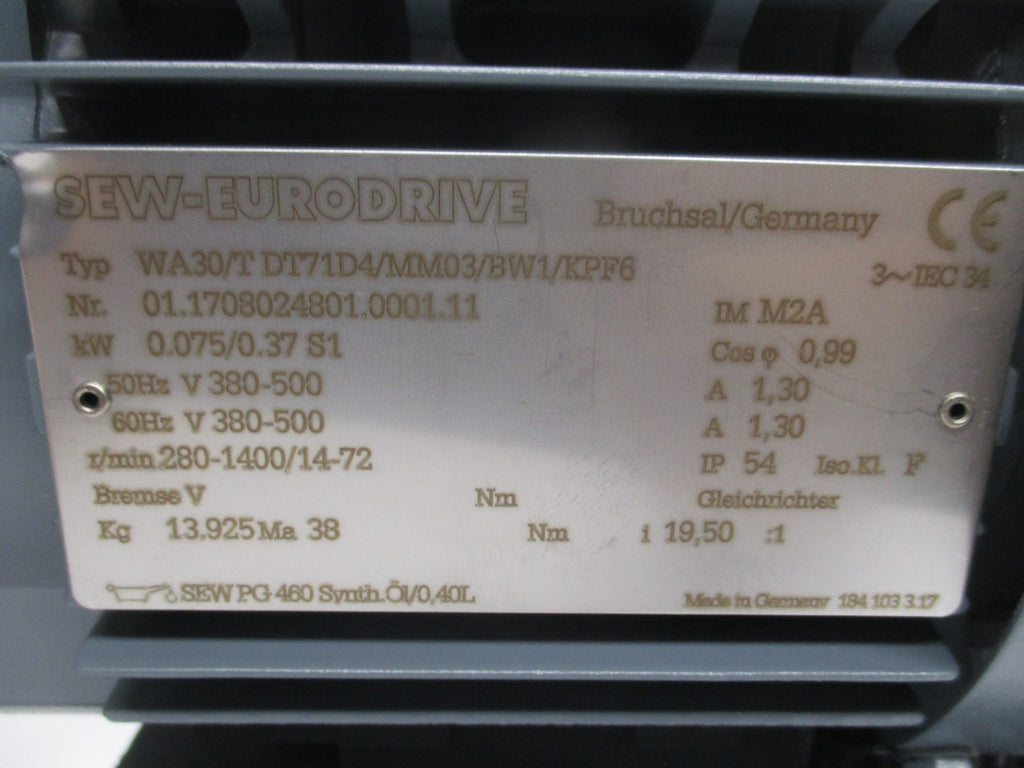 SEW-EURODRIVE Bruchsal/Germany CE
Typ WA30/T DT71D4/MM03/BW1/KPF6 3~IEC 34
Nr. 01.1708024801.0001.11 IM M2A
kW 0.075/0.37 S1 Cos φ 0,99
50Hz V 380-500 A 1,30
60Hz V 380-500 A 1,30
r/min 280-1400/14-72 IP 54 Iso.Kl. F
Bremse V Nm Gleichrichter
Kg 13.925 Ma 38 Nm i 19,50 :1
SEW PG 460 Synth.Öl/0,40L Made in Germany 184 103 3.17